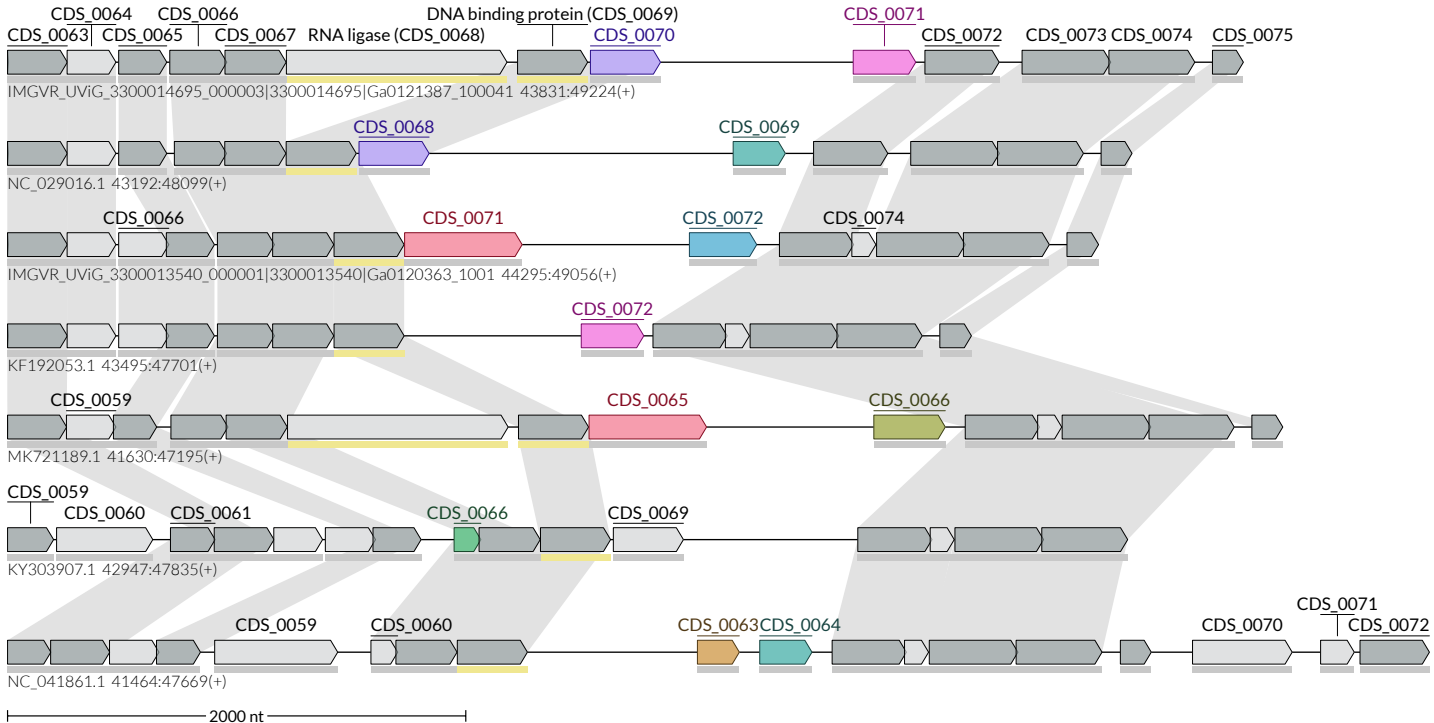 CDS_0064 CDS_0066 DNA binding protein (CDS_0069) CDS_0071
CDS_0063 CDS_0065 CDS_0067 RNA ligase (CDS_0068) CDS_0070 CDS_0072 CDS_0073 CDS_0074 CDS_0075
IMGVR_UViG_3300014695_000003|3300014695|Ga0121387_100041 43831:49224(+)
CDS_0068 CDS_0069
NC_029016.1 43192:48099(+)
CDS_0066 CDS_0071 CDS_0072 CDS_0074
IMGVR_UViG_3300013540_000001|3300013540|Ga0120363_1001 44295:49056(+)
CDS_0072
KF192053.1 43495:47701(+)
CDS_0059 CDS_0065 CDS_0066
MK721189.1 41630:47195(+)
CDS_0059
CDS_0060 CDS_0061 CDS_0066 CDS_0069
KY303907.1 42947:47835(+)
CDS_0071
CDS_0059 CDS_0060 CDS_0063 CDS_0064 CDS_0070 CDS_0072
NC_041861.1 41464:47669(+)
2000 nt